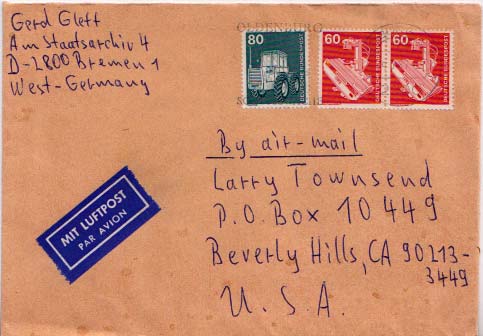 Gerd Glett
Am Staatsarchiv 4
D-2800 Bremen 1
West-Germany
OLDENBURG
80
DEUTSCHE BUNDESPOST
60
DEUTSCHE BUNDESPOST
60
DEUTSCHE BUNDESPOST
By air-mail
Larry Townsend
P.O. Box 10449
Beverly Hills, CA 90213-
3449
U.S.A.
MIT LUFTPOST
PAR AVION